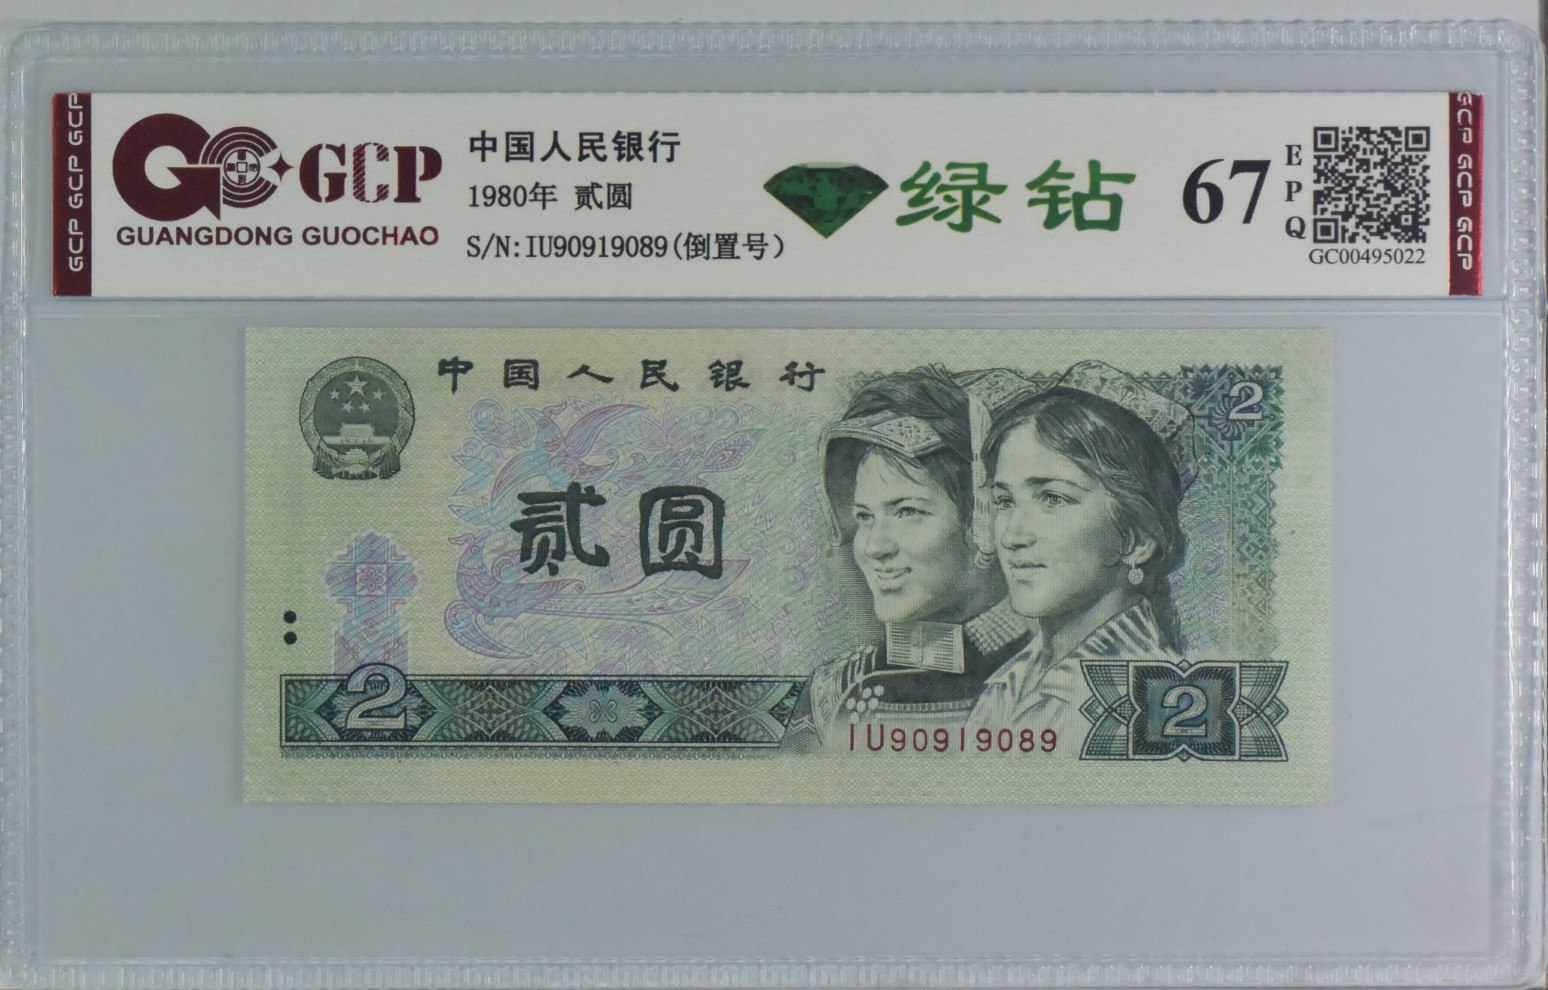 GCP
GUANGDONG GUOCHAO
中国人民银行
1980年 贰圆
S/N:IU90919089(倒置号)
绿钻
67
EPQ
GC00495022
GCP GCP GCP
GCP GCP GCP
中国人民银行
2
贰圆
2
2
IU90919089